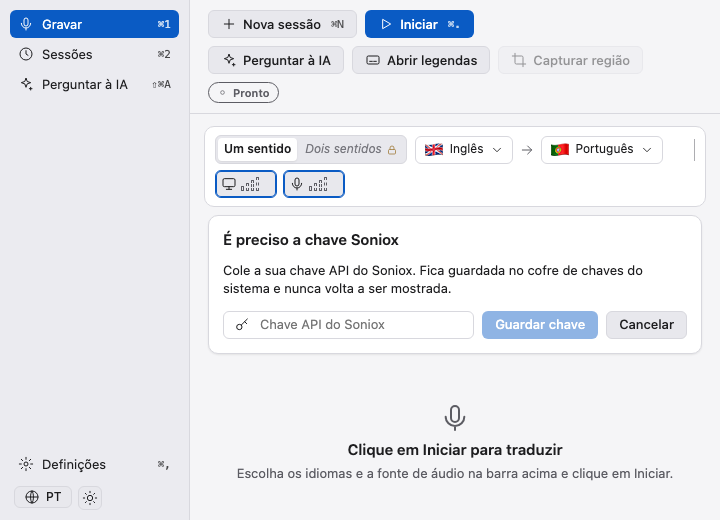 Gravar ⌘1
Sessões ⌘2
Perguntar à IA ⇧⌘A
Definições ⌘,
PT
Nova sessão ⌘N
Iniciar ⌘.
Perguntar à IA
Abrir legendas
Capturar região
Pronto
Um sentido
Dois sentidos
Inglês
Português
É preciso a chave Soniox
Cole a sua chave API do Soniox. Fica guardada no cofre de chaves do
sistema e nunca volta a ser mostrada.
Chave API do Soniox
Guardar chave
Cancelar
Clique em Iniciar para traduzir
Escolha os idiomas e a fonte de áudio na barra acima e clique em Iniciar.